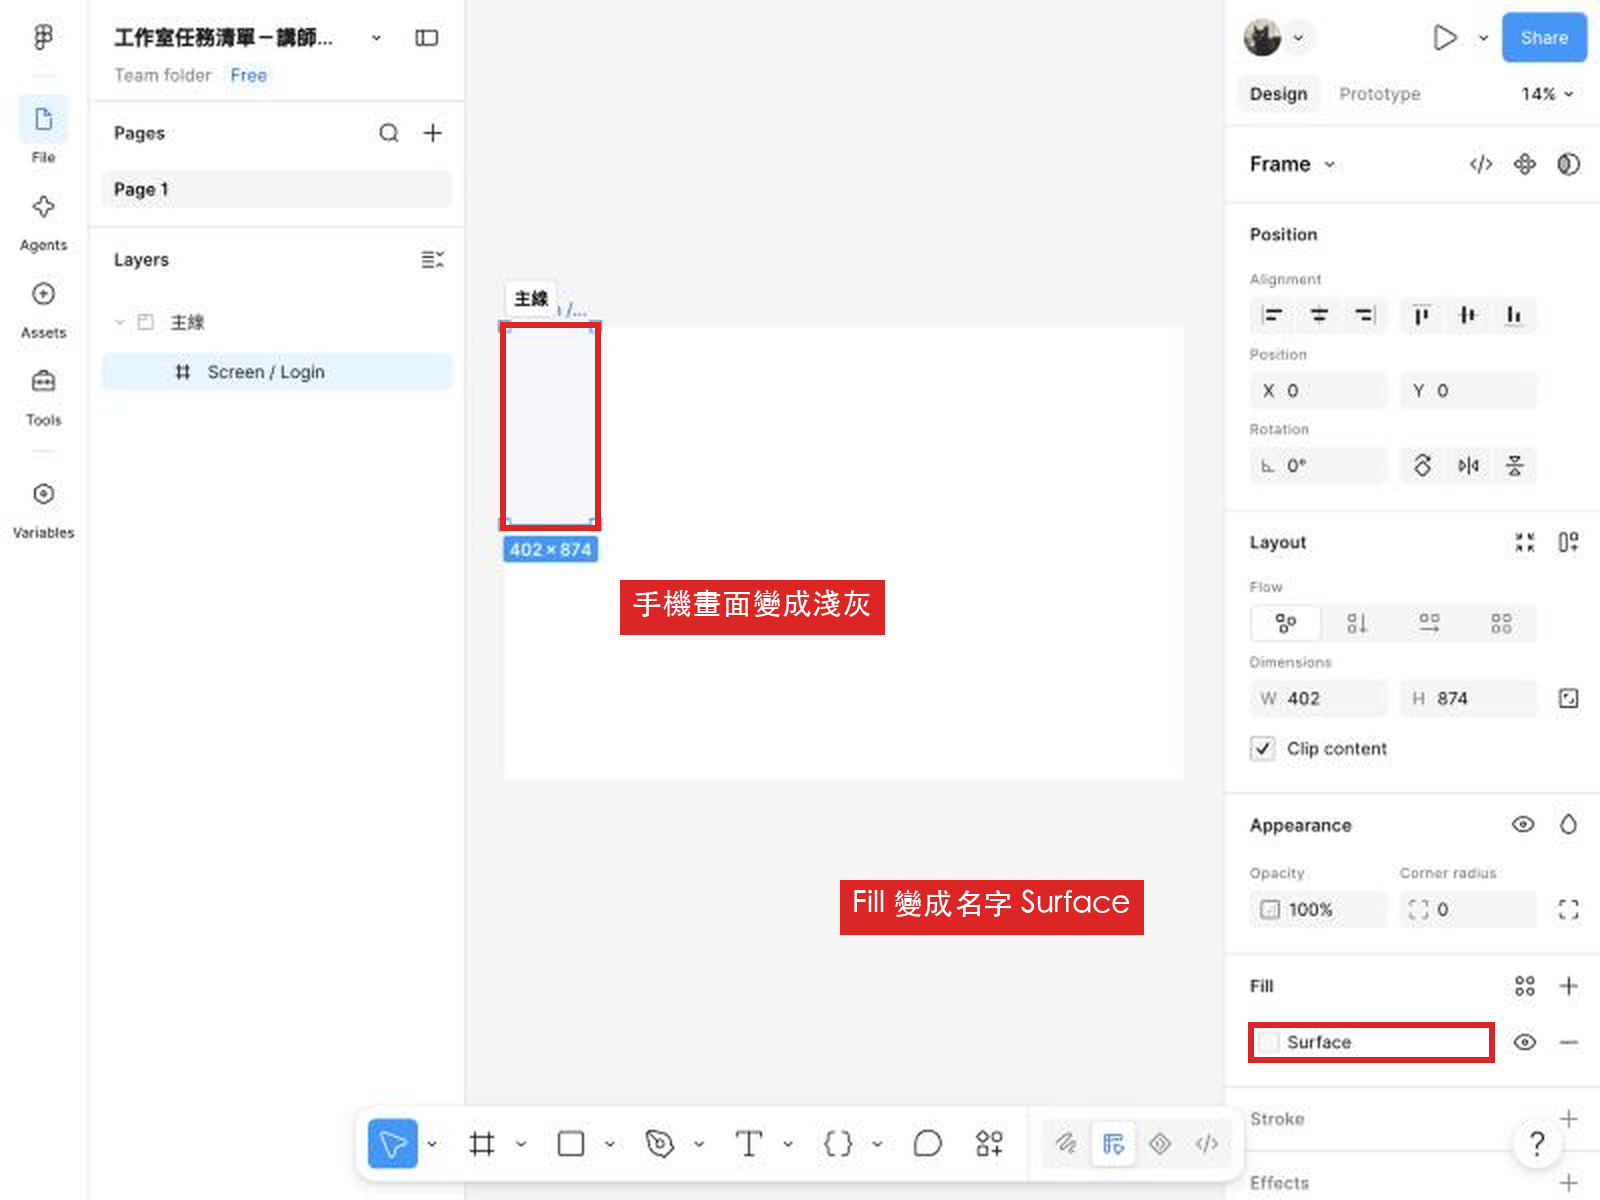 工作室任務清單－講師...
Team folder
Free
File
Agents
Assets
Tools
Variables
Pages
Page 1
Layers
主線
Screen / Login
主線
/...
402 × 874
手機畫面變成淺灰
Fill 變成名字 Surface
Share
Design
Prototype
14%
Frame
Position
Alignment
Position
X 0
Y 0
Rotation
0°
Layout
Flow
Dimensions
W 402
H 874
Clip content
Appearance
Opacity
Corner radius
100%
0
Fill
Surface
Stroke
Effects
?